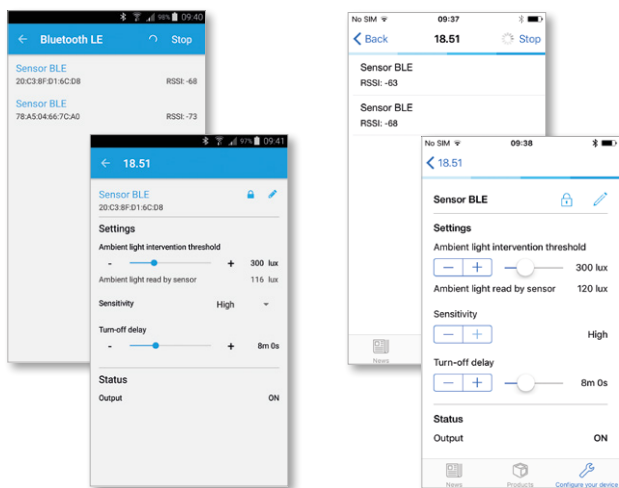 98% 09:40
Bluetooth LE Stop
Sensor BLE
20:C3:8F:D1:6C:D8 RSSI: -68
Sensor BLE
78:A5:04:66:7C:A0 RSSI: -73
97% 09:41
18.51
Sensor BLE
20:C3:8F:D1:6C:D8
Settings
Ambient light intervention threshold
- + 300 lux
Ambient light read by sensor 116 lux
Sensitivity High
Turn-off delay
- + 8m 0s
Status
Output ON
No SIM 09:37
Back 18.51 Stop
Sensor BLE
RSSI: -63
Sensor BLE
RSSI: -68
News
No SIM 09:38
18.51
Sensor BLE
Settings
Ambient light intervention threshold
− + 300 lux
Ambient light read by sensor 120 lux
Sensitivity
− + High
Turn-off delay
− + 8m 0s
Status
Output ON
News Products Configure your device